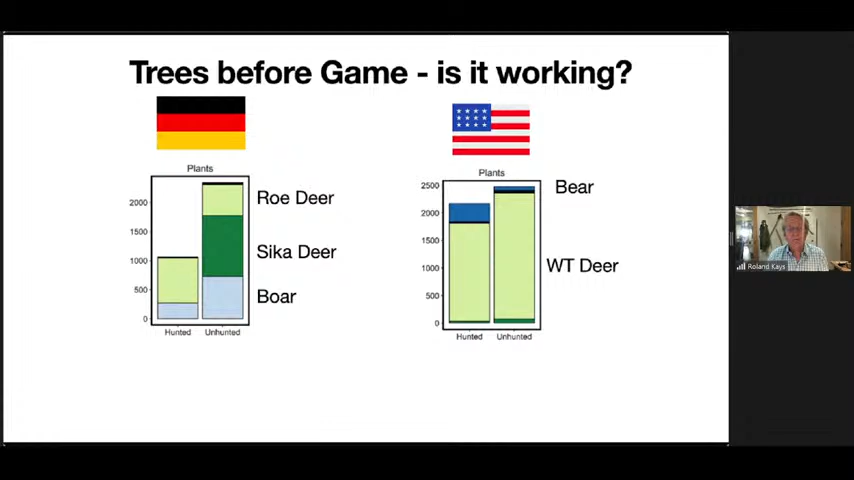 Trees before Game - is it working?
Plants
2000
1500
1000
500
0
Hunted Unhunted
Roe Deer
Sika Deer
Boar
Plants
2500
2000
1500
1000
500
0
Hunted Unhunted
Bear
WT Deer
Roland Kays